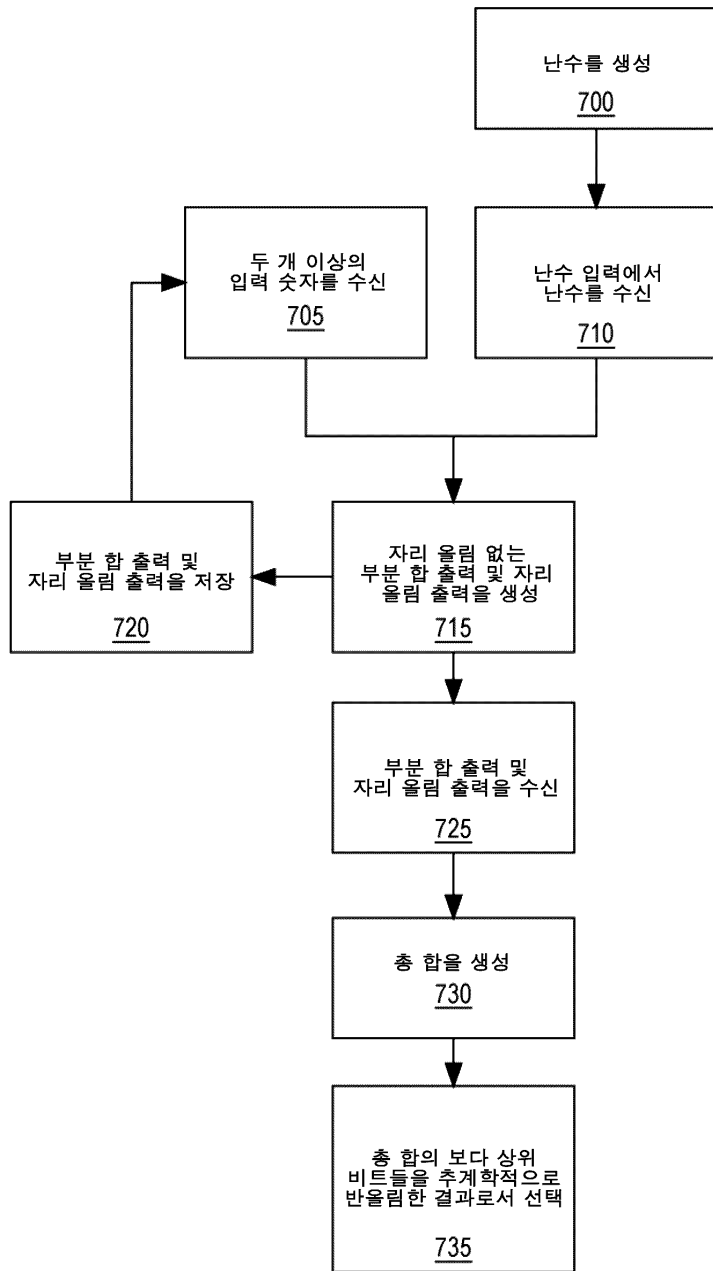 난수를 생성
700
두 개 이상의
입력 숫자를 수신
705
난수 입력에서
난수를 수신
710
부분 합 출력 및
자리 올림 출력을 저장
720
자리 올림 없는
부분 합 출력 및 자리
올림 출력을 생성
715
부분 합 출력 및
자리 올림 출력을 수신
725
총 합을 생성
730
총 합의 보다 상위
비트들을 추계학적으로
반올림한 결과로서 선택
735